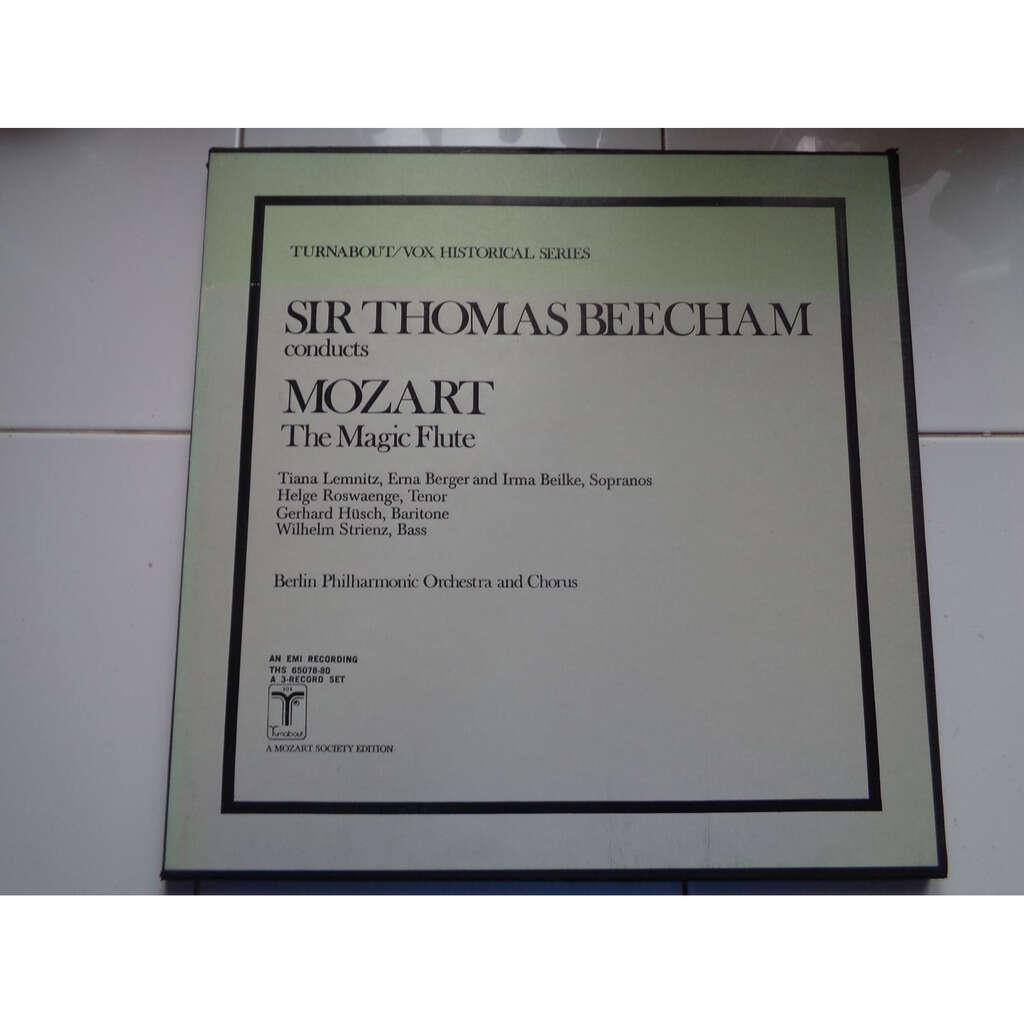 TURNABOUT/VOX HISTORICAL SERIES
SIR THOMAS BEECHAM
conducts
MOZART
The Magic Flute
Tiana Lemnitz, Erna Berger and Irma Beilke, Sopranos
Helge Roswaenge, Tenor
Gerhard Hüsch, Baritone
Wilhelm Strienz, Bass
Berlin Philharmonic Orchestra and Chorus
AN EMI RECORDING
THS 65078-80
A 3-RECORD SET
VOX
Turnabout
A MOZART SOCIETY EDITION